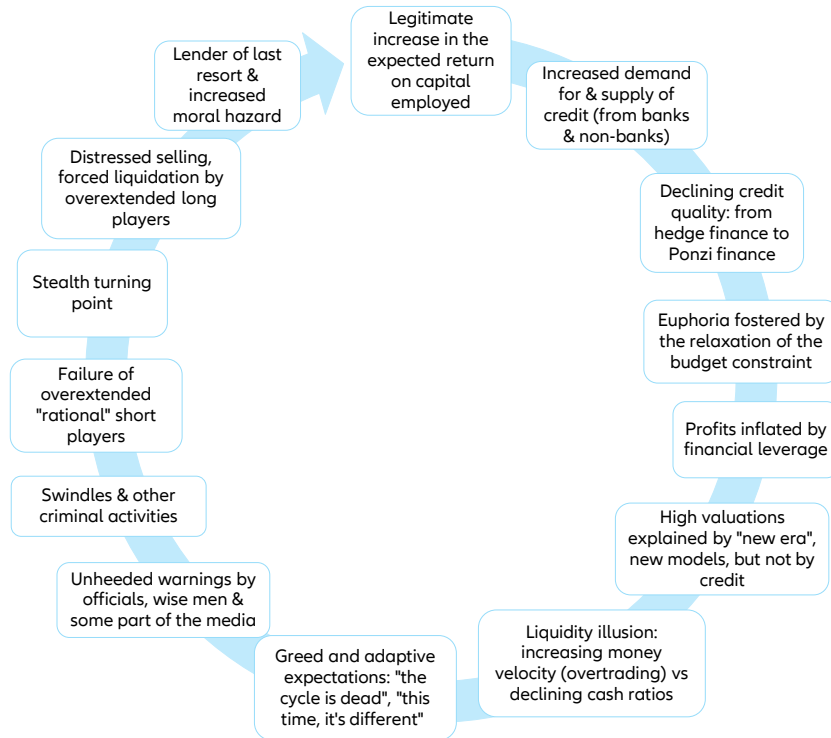 Legitimate
increase in the
expected return
on capital
employed
Increased demand
for & supply of
credit (from banks
& non-banks)
Declining credit
quality: from
hedge finance to
Ponzi finance
Euphoria fostered by
the relaxation of the
budget constraint
Profits inflated by
financial leverage
High valuations
explained by "new era",
new models, but not by
credit
Liquidity illusion:
increasing money
velocity (overtrading) vs
declining cash ratios
Greed and adaptive
expectations: "the
cycle is dead", "this
time, it's different"
Unheeded warnings by
officials, wise men &
some part of the media
Swindles & other
criminal activities
Failure of
overextended
"rational" short
players
Stealth turning
point
Distressed selling,
forced liquidation by
overextended long
players
Lender of last
resort &
increased
moral hazard